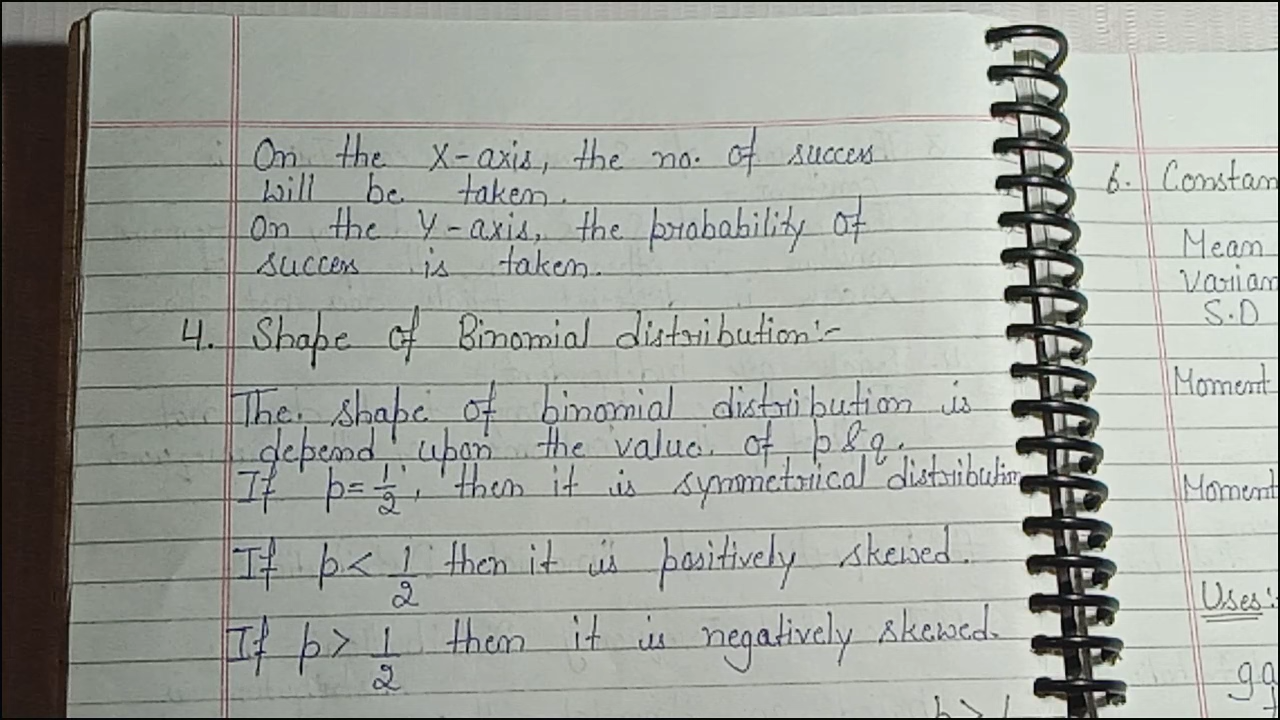 On the X-axis, the no. of success
will be taken.
On the Y-axis, the probability of
success is taken.
4. Shape of Binomial distribution:-
The shape of binomial distribution is
depend upon the value of p & q.
If p = 1/2, then it is symmetrical distribution
If p < 1/2 then it is positively skewed.
If p > 1/2 then it is negatively skewed.
6. Constan
Mean
Varian
S.D
Moment
Moment
Uses: